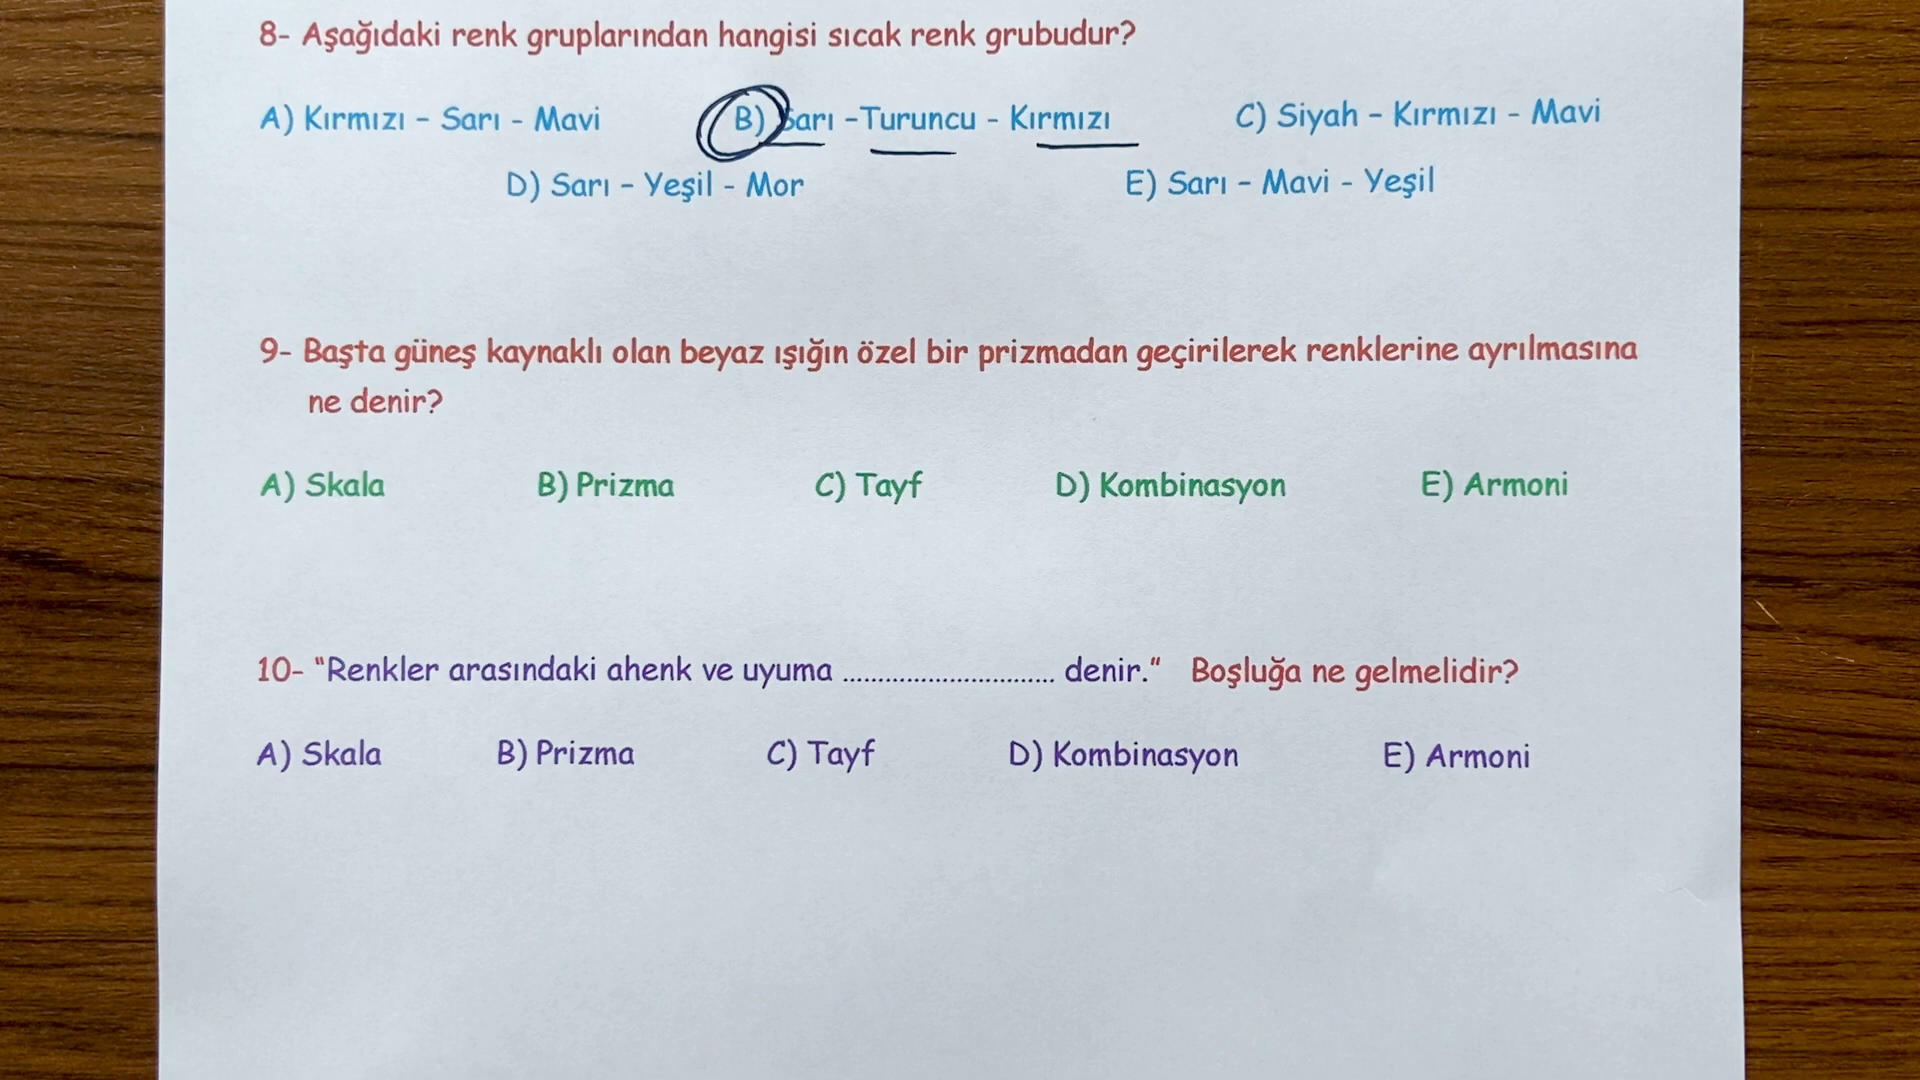 8- Aşağıdaki renk gruplarından hangisi sıcak renk grubudur?
A) Kırmızı - Sarı - Mavi B) Sarı -Turuncu - Kırmızı C) Siyah - Kırmızı - Mavi
D) Sarı - Yeşil - Mor E) Sarı - Mavi - Yeşil
9- Başta güneş kaynaklı olan beyaz ışığın özel bir prizmadan geçirilerek renklerine ayrılmasına
ne denir?
A) Skala B) Prizma C) Tayf D) Kombinasyon E) Armoni
10- "Renkler arasındaki ahenk ve uyuma ............................ denir." Boşluğa ne gelmelidir?
A) Skala B) Prizma C) Tayf D) Kombinasyon E) Armoni